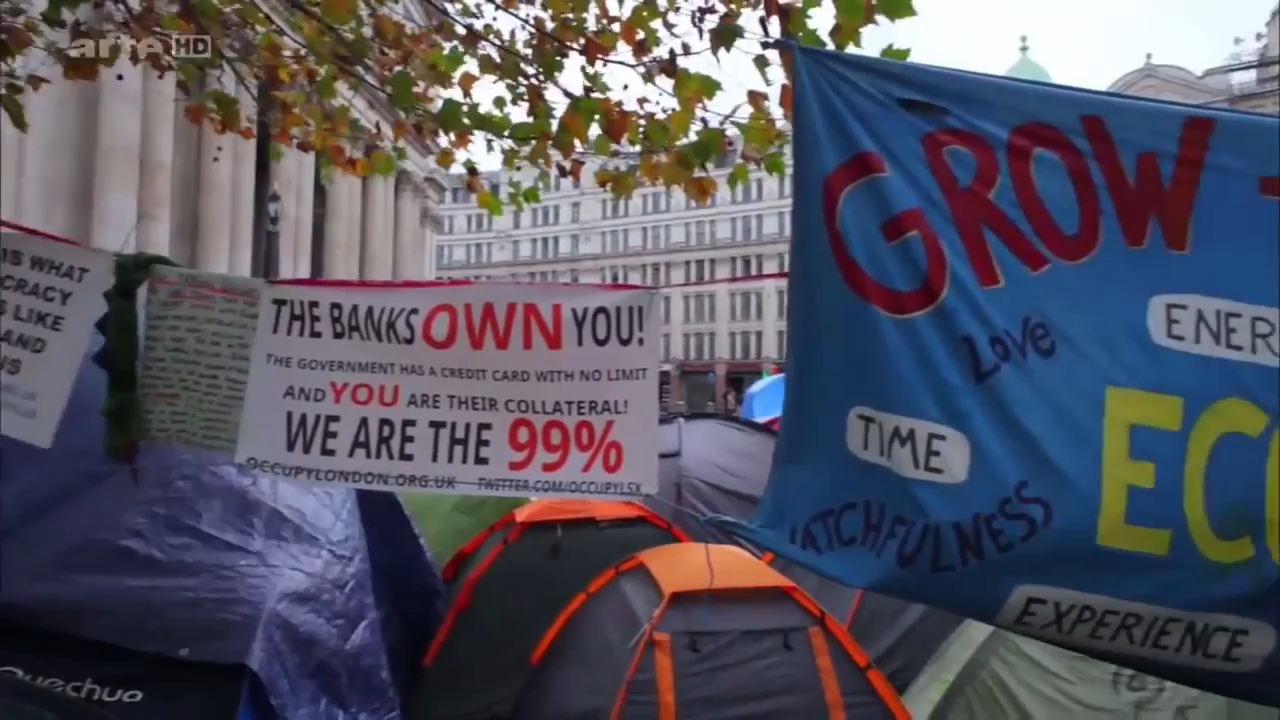 arte HD
IS WHAT
CRACY
LIKE
AND
US
THE BANKS OWN YOU!
THE GOVERNMENT HAS A CREDIT CARD WITH NO LIMIT
AND YOU ARE THEIR COLLATERAL!
WE ARE THE 99%
OCCUPYLONDON.ORG.UK TWITTER.COM/OCCUPYLSX
GROW
LOVE
ENER
TIME
ECO
ATCHFULNESS
EXPERIENCE
Quechua